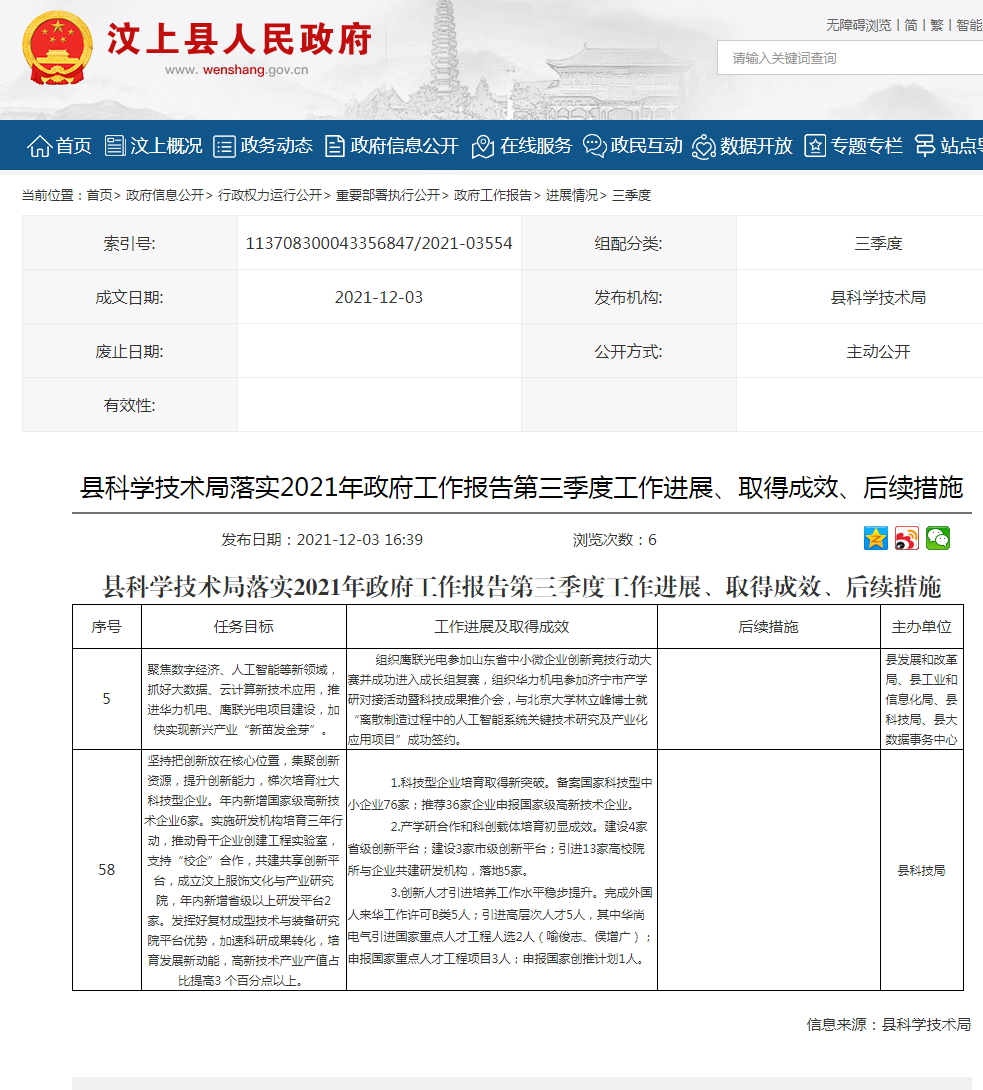 汶上县人民政府
www. wenshang.gov.cn
无障碍浏览 | 简 | 繁 | 智能
请输入关键词查询
首页 汶上概况 政务动态 政府信息公开 在线服务 政民互动 数据开放 专题专栏 站点
当前位置：首页> 政府信息公开> 行政权力运行公开> 重要部署执行公开> 政府工作报告> 进展情况> 三季度
索引号: 113708300043356847/2021-03554 组配分类: 三季度
成文日期: 2021-12-03 发布机构: 县科学技术局
废止日期: 公开方式: 主动公开
有效性:
县科学技术局落实2021年政府工作报告第三季度工作进展、取得成效、后续措施
发布日期：2021-12-03 16:39 浏览次数：6
县科学技术局落实2021年政府工作报告第三季度工作进展、取得成效、后续措施
序号 任务目标 工作进展及取得成效 后续措施 主办单位
5
聚焦数字经济、人工智能等新领域，
抓好大数据、云计算新技术应用，推
进华力机电、鹰联光电项目建设，加
快实现新兴产业“新苗发金芽”。
组织鹰联光电参加山东省中小微企业创新竞技行动大
赛并成功进入成长组复赛，组织华力机电参加济宁市产学
研对接活动暨科技成果推介会，与北京大学林立峰博士就
“离散制造过程中的人工智能系统关键技术研究及产业化
应用项目”成功签约。
县发展和改革
局、县工业和
信息化局、县
科技局、县大
数据事务中心
58
坚持把创新放在核心位置，集聚创新
资源，提升创新能力，梯次培育壮大
科技型企业。年内新增国家级高新技
术企业6家。实施研发机构培育三年行
动，推动骨干企业创建工程实验室，
支持“校企”合作，共建共享创新平
台，成立汶上服饰文化与产业研究
院，年内新增省级以上研发平台2
家。发挥好复材成型技术与装备研究
院平台优势，加速科研成果转化，培
育发展新动能，高新技术产业产值占
比提高3 个百分点以上。
1.科技型企业培育取得新突破。备案国家科技型中
小企业76家；推荐36家企业申报国家级高新技术企业。
2.产学研合作和科创载体培育初显成效。建设4家
省级创新平台；建设3家市级创新平台；引进13家高校院
所与企业共建研发机构，落地5家。
3.创新人才引进培养工作水平稳步提升。完成外国
人来华工作许可B类5人；引进高层次人才5人，其中华尚
电气引进国家重点人才工程人选2人（喻俊志、侯增广）；
申报国家重点人才工程项目3人；申报国家创推计划1人。
县科技局
信息来源：县科学技术局